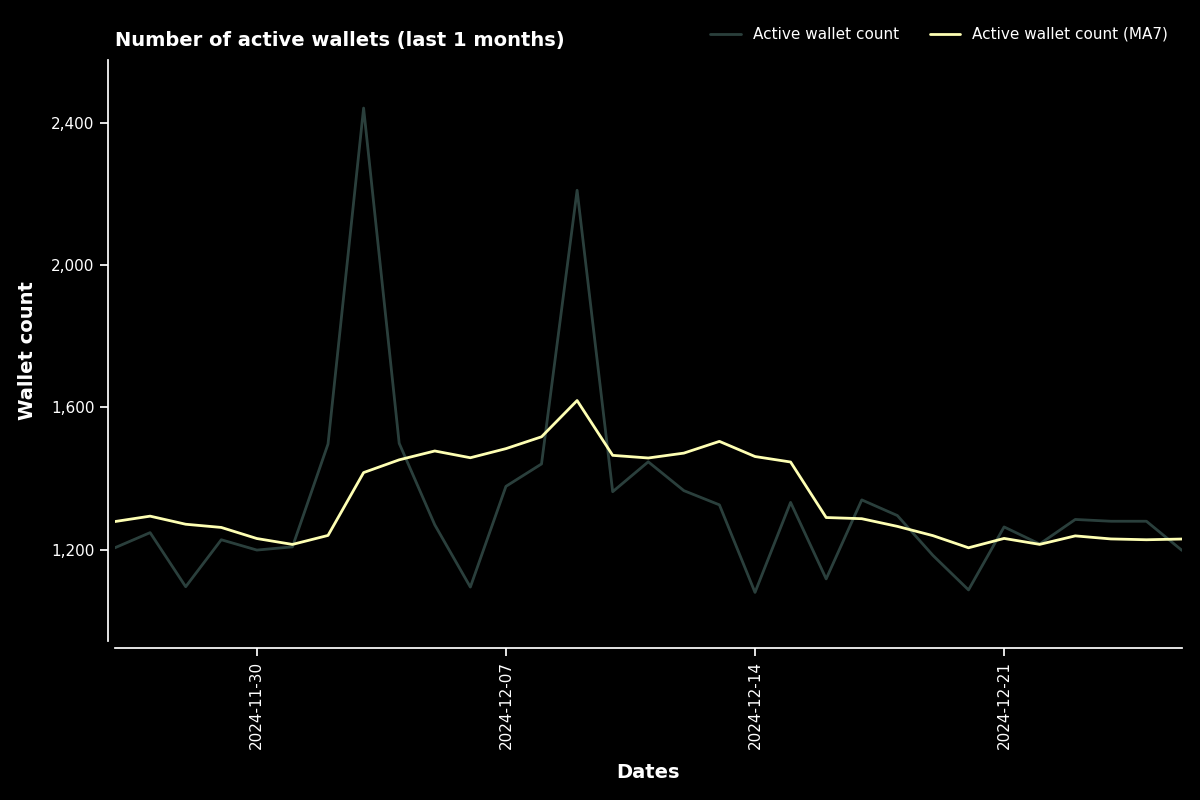 Number of active wallets (last 1 months)
Active wallet count
Active wallet count (MA7)
2,400
2,000
1,600
1,200
Wallet count
2024-11-30
2024-12-07
2024-12-14
2024-12-21
Dates